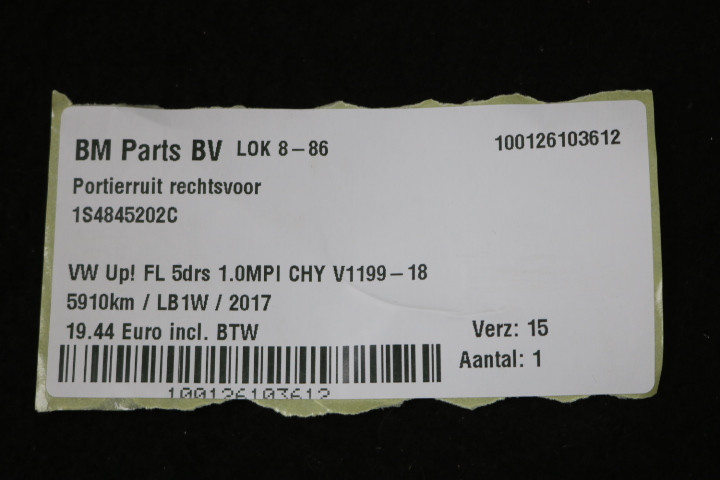 BM Parts BV LOK 8-86 100126103612
Portierruit rechtsvoor
1S4845202C
VW Up! FL 5drs 1.0MPI CHY V1199-18
5910km / LB1W / 2017
19.44 Euro incl. BTW Verz: 15
Aantal: 1
100126103612